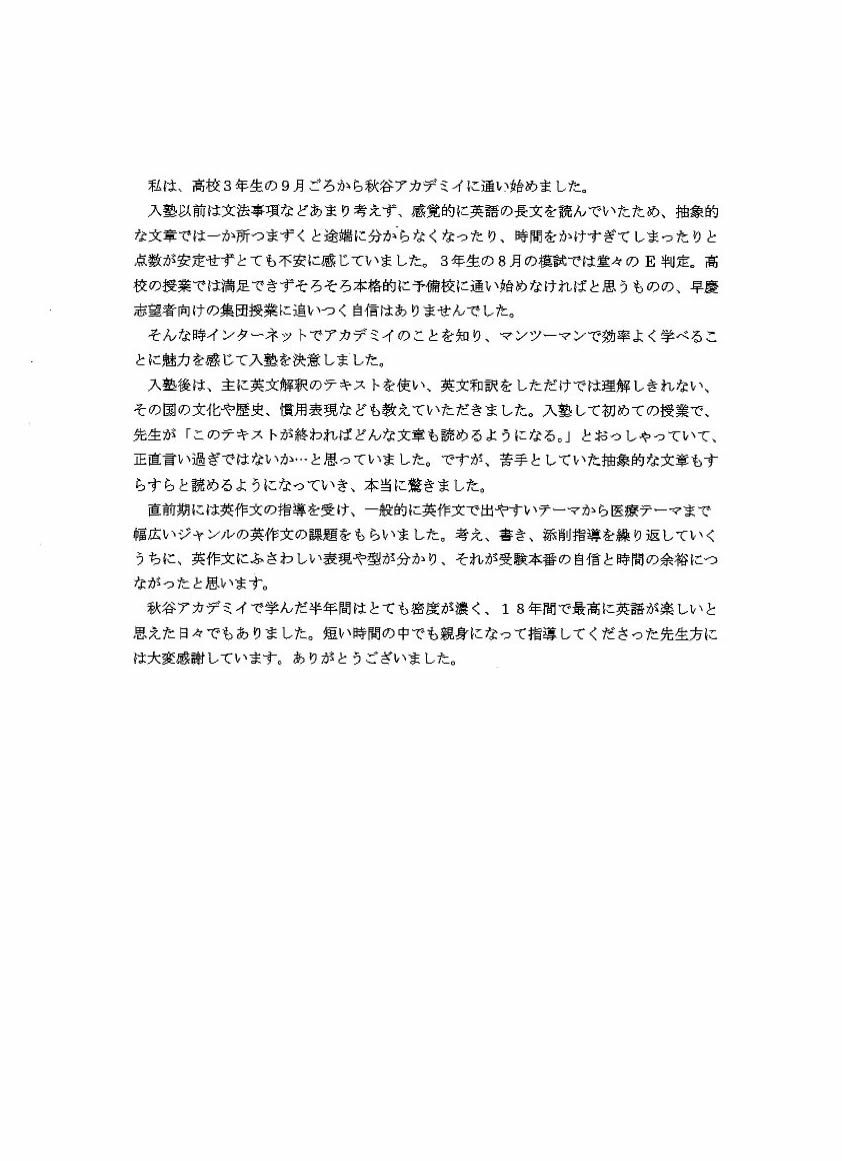 私は、高校３年生の９月ごろから秋谷アカデミイに通い始めました。
入塾以前は文法事項などあまり考えず、感覚的に英語の長文を読んでいたため、抽象的
な文章では一か所つまずくと途端に分からなくなったり、時間をかけすぎてしまったりと
点数が安定せずとても不安に感じていました。３年生の８月の模試では堂々の E 判定。高
校の授業では満足できずそろそろ本格的に予備校に通い始めなければと思うものの、早慶
志望者向けの集団授業に追いつく自信はありませんでした。
そんな時インターネットでアカデミイのことを知り、マンツーマンで効率よく学べるこ
とに魅力を感じて入塾を決意しました。
入塾後は、主に英文解釈のテキストを使い、英文和訳をしただけでは理解しきれない、
その国の文化や歴史、慣用表現なども教えていただきました。入塾して初めての授業で、
先生が「このテキストが終わればどんな文章も読めるようになる。」とおっしゃっていて、
正直言い過ぎではないか…と思っていました。ですが、苦手としていた抽象的な文章もす
らすらと読めるようになっていき、本当に驚きました。
直前期には英作文の指導を受け、一般的に英作文で出やすいテーマから医療テーマまで
幅広いジャンルの英作文の課題をもらいました。考え、書き、添削指導を繰り返していく
うちに、英作文にふさわしい表現や型が分かり、それが受験本番の自信と時間の余裕につ
ながったと思います。
秋谷アカデミイで学んだ半年間はとても密度が濃く、１８年間で最高に英語が楽しいと
思えた日々でもありました。短い時間の中でも親身になって指導してくださった先生方に
は大変感謝しています。ありがとうございました。